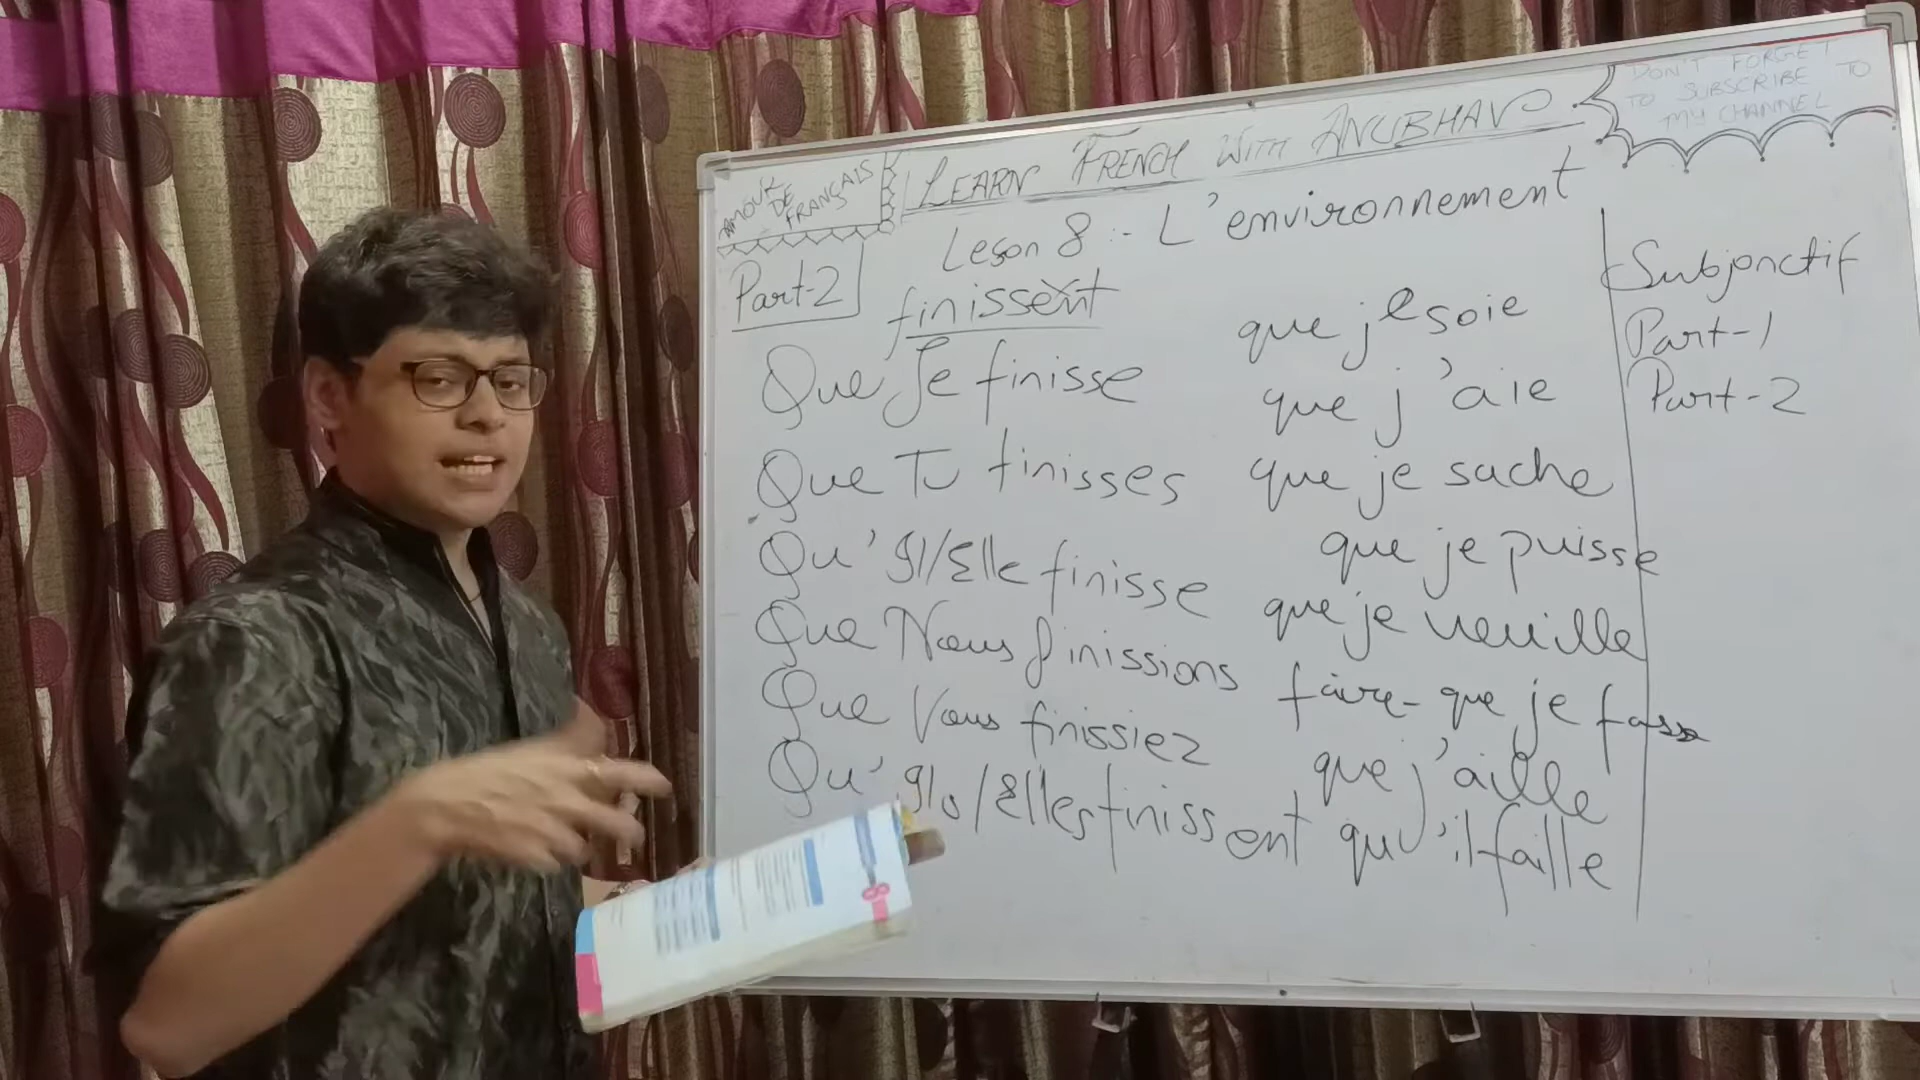 AMOUR
DE
FRANÇAIS
LEARN FRENCH WITH ANUBHAV
DON'T FORGET
TO SUBSCRIBE TO
MY CHANNEL
Leson 8 :- L'environnement
Part-2
finissent
Que Je finisse
Que Tu finisses
Qu' Il/Elle finisse
Que Nous finissions
Que Vous finissiez
Qu' Ils/Elles finissent
que je soie
que j'aie
que je sache
que je puisse
que je veuille
faire - que je fasse
que j'aille
qu'il faille
Subjonctif
Part-1
Part-2